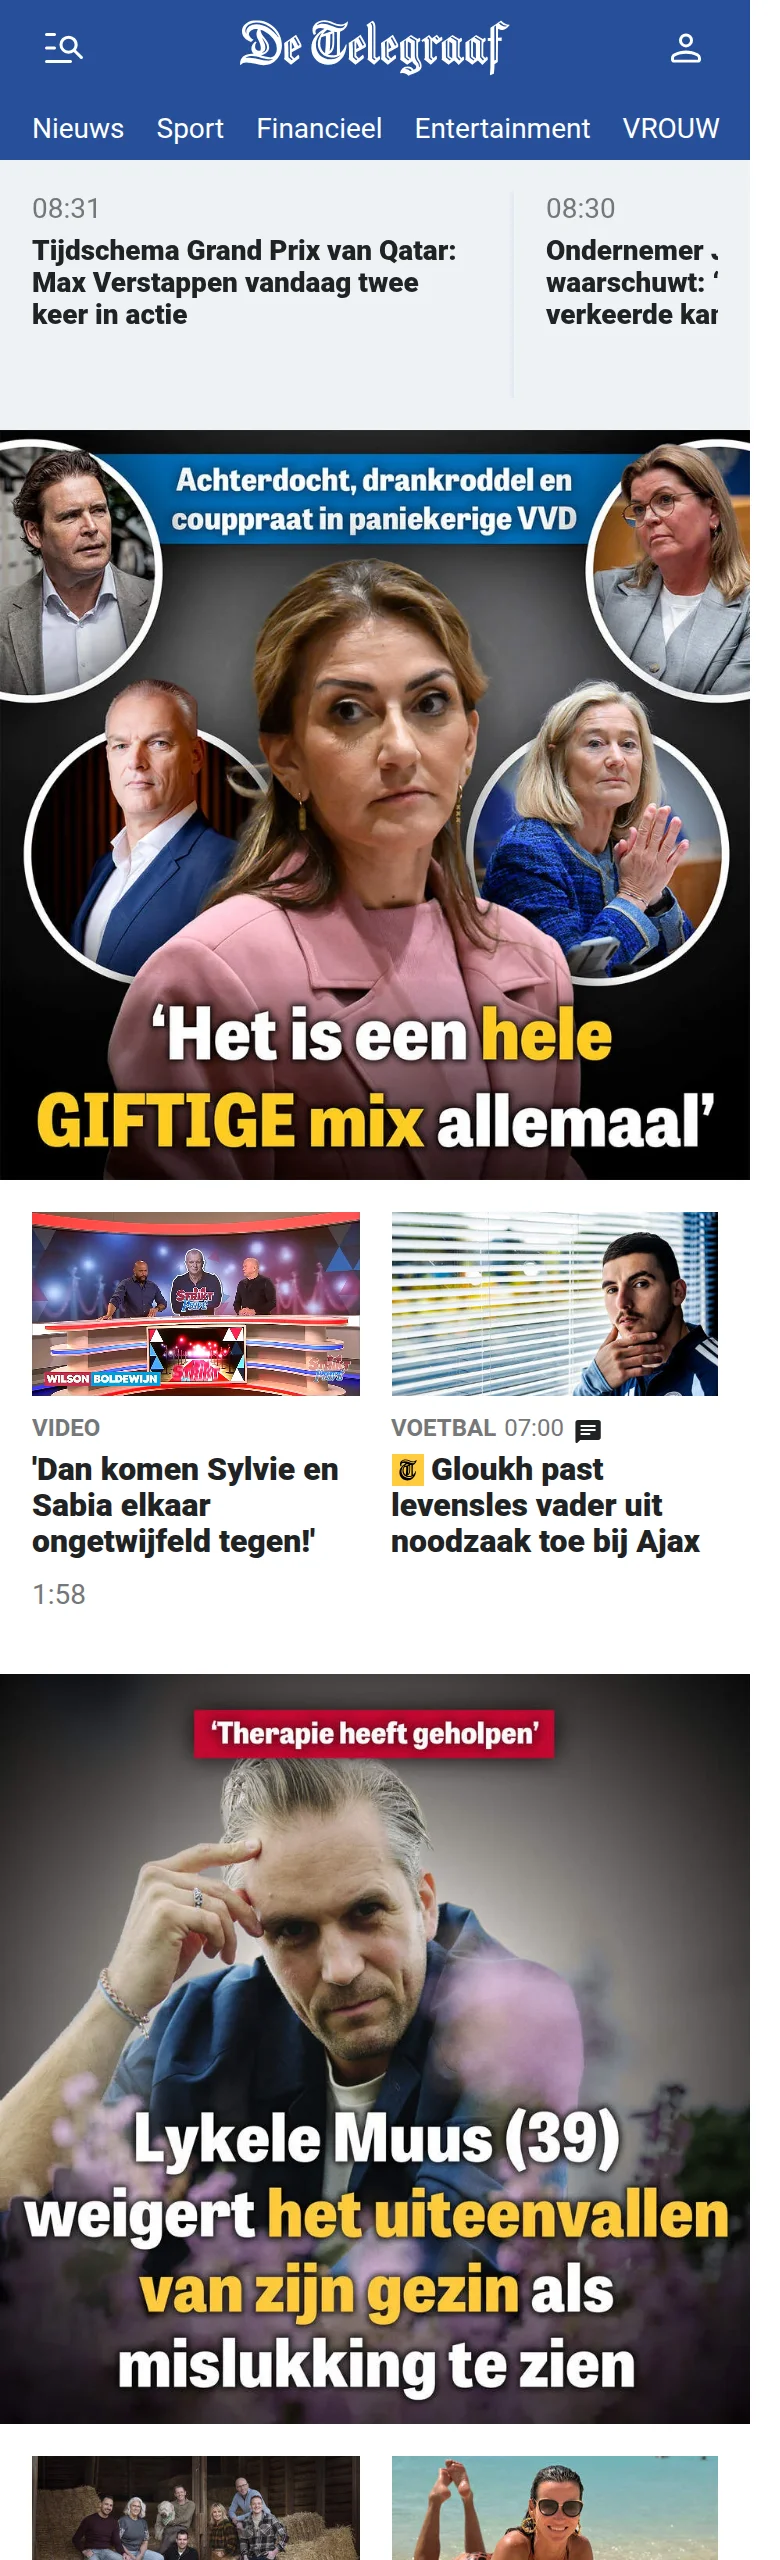 De Telegraaf
Nieuws Sport Financieel Entertainment VROUW
08:31
Tijdschema Grand Prix van Qatar:
Max Verstappen vandaag twee
keer in actie
08:30
Ondernemer
waarschuwt: ‘
verkeerde
Achterdocht, drankroddel en
couppraat in paniekerige VVD
‘Het is een hele
GIFTIGE mix allemaal’
STRIKT
PRIVÉ
WILSON BOLDEWIJN
VIDEO
'Dan komen Sylvie en
Sabia elkaar
ongetwijfeld tegen!'
1:58
VOETBAL 07:00
T Gloukh past
levensles vader uit
noodzaak toe bij Ajax
‘Therapie heeft geholpen’
Lykele Muus (39)
weigert het uiteenvallen
van zijn gezin als
mislukking te zien